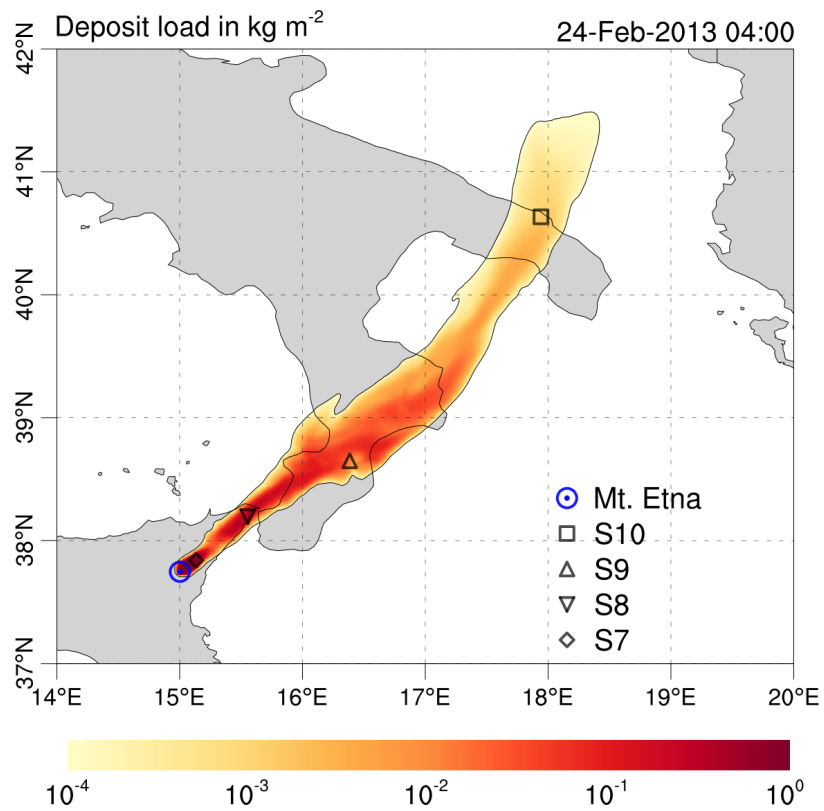 Deposit load in kg m⁻²
24-Feb-2013 04:00
42°N
41°N
40°N
39°N
38°N
37°N
Mt. Etna
S10
S9
S8
S7
14°E 15°E 16°E 17°E 18°E 19°E 20°E
10⁻⁴ 10⁻³ 10⁻² 10⁻¹ 10⁰